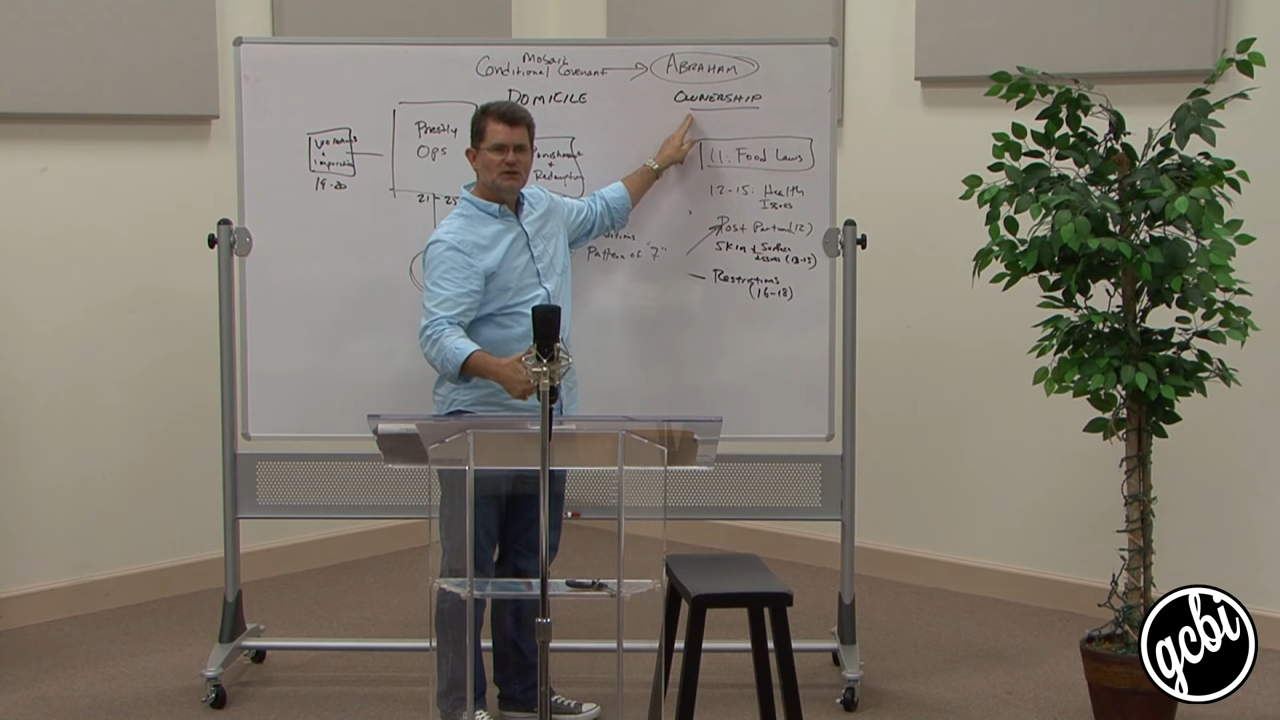 Mosaic
Conditional Covenant
ABRAHAM
DOMICILE
OWNERSHIP
Priestly
Ops
19-20
21-25
+
Redemption
11: Food Laws
12-15: Health
Issues
Post Partum (12)
Skin + Surface
issues (13-15)
Restrictions
(16-18)
Pattern of "7"
gcbi